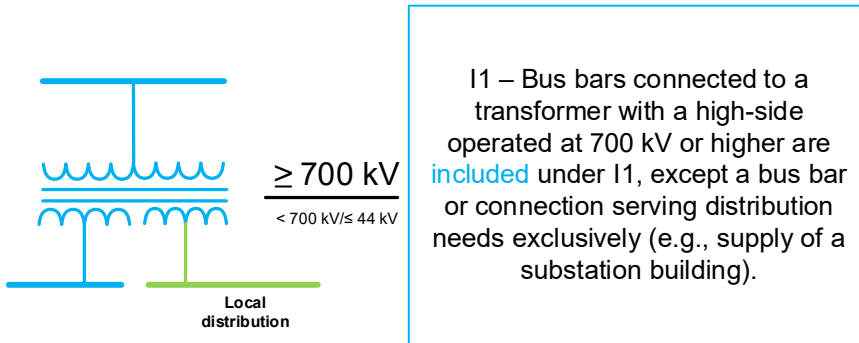 ≥ 700 kV
< 700 kV/≤ 44 kV
Local
distribution
I1 – Bus bars connected to a
transformer with a high-side
operated at 700 kV or higher are
included under I1, except a bus bar
or connection serving distribution
needs exclusively (e.g., supply of a
substation building).